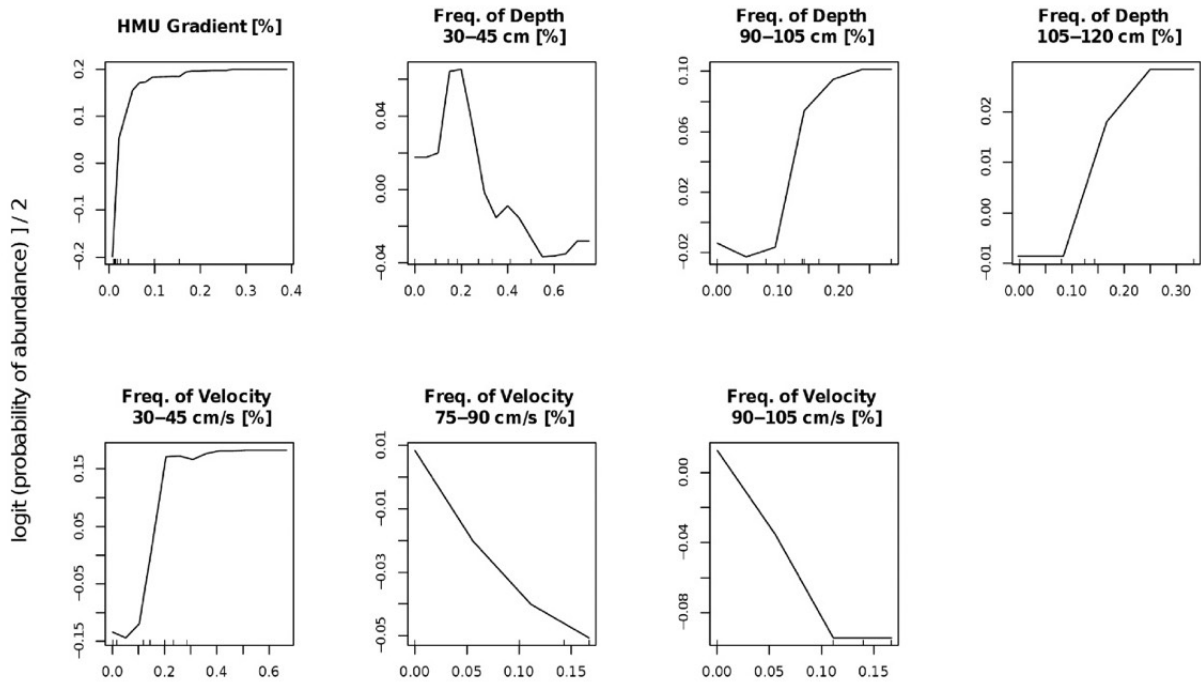 HMU Gradient [%]
Freq. of Depth
30–45 cm [%]
Freq. of Depth
90–105 cm [%]
Freq. of Depth
105–120 cm [%]
0.2
0.1
0.0
−0.1
−0.2
0.0 0.1 0.2 0.3 0.4
0.04
0.00
−0.04
0.0 0.2 0.4 0.6
0.10
0.06
0.02
−0.02
0.00 0.10 0.20
0.02
0.01
0.00
−0.01
0.00 0.10 0.20 0.30
logit (probability of abundance) ] / 2
Freq. of Velocity
30–45 cm/s [%]
Freq. of Velocity
75–90 cm/s [%]
Freq. of Velocity
90–105 cm/s [%]
0.15
0.05
−0.05
−0.15
0.0 0.2 0.4 0.6
0.01
−0.01
−0.03
−0.05
0.00 0.05 0.10 0.15
0.00
−0.04
−0.08
0.00 0.05 0.10 0.15